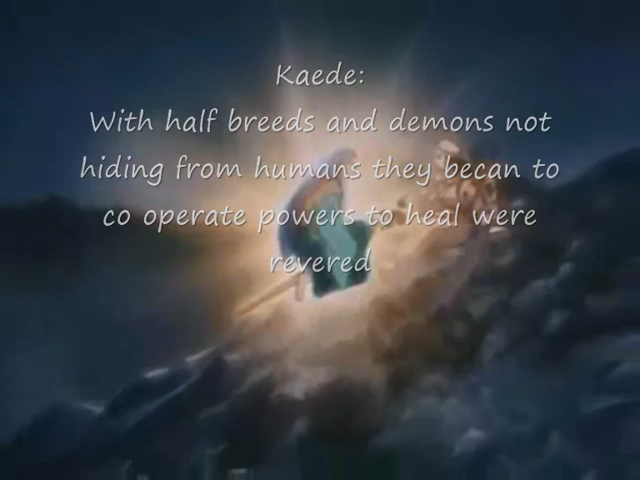 Kaede:
With half breeds and demons not
hiding from humans they becan to
co operate powers to heal were
revered